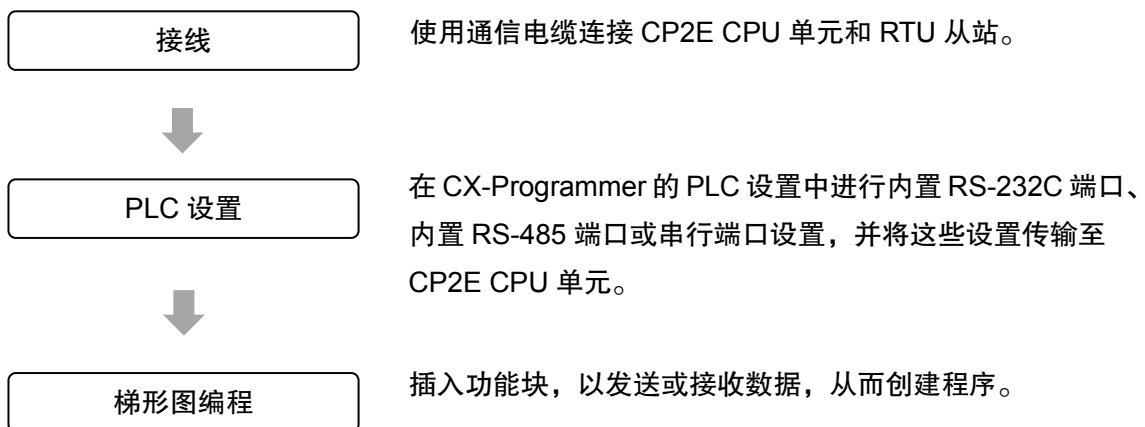 接线
使用通信电缆连接 CP2E CPU 单元和 RTU 从站。
PLC 设置
在 CX-Programmer 的 PLC 设置中进行内置 RS-232C 端口、
内置 RS-485 端口或串行端口设置，并将这些设置传输至
CP2E CPU 单元。
梯形图编程
插入功能块，以发送或接收数据，从而创建程序。